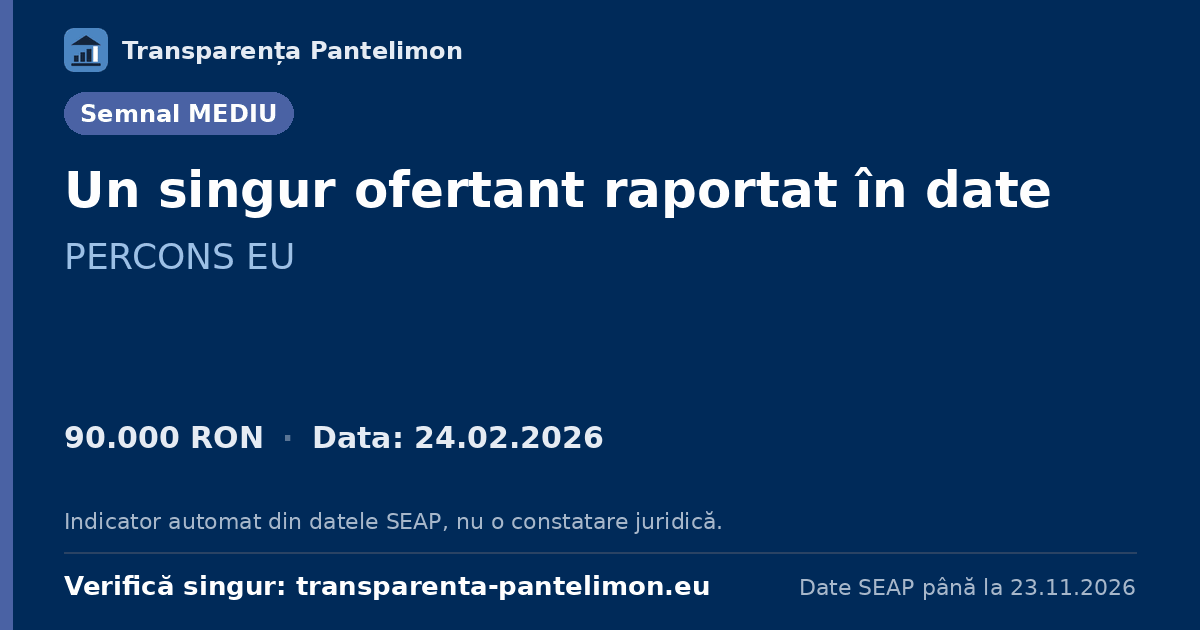 Transparența Pantelimon
Semnal MEDIU
Un singur ofertant raportat în date
PERCONS EU
90.000 RON · Data: 24.02.2026
Indicator automat din datele SEAP, nu o constatare juridică.
Verifică singur: transparenta-pantelimon.eu
Date SEAP până la 23.11.2026